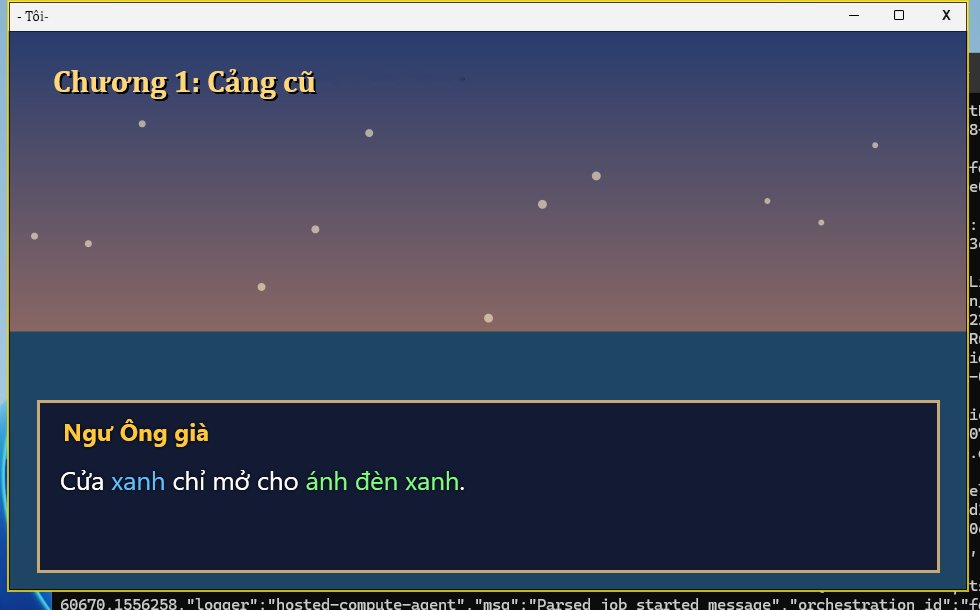 - Tôi-
Chương 1: Cảng cũ
Ngư Ông già
Cửa xanh chỉ mở cho ánh đèn xanh.
60670.1556258,"logger":"hosted-compute-agent","msg":"Parsed job started message","orchestration_id":"f